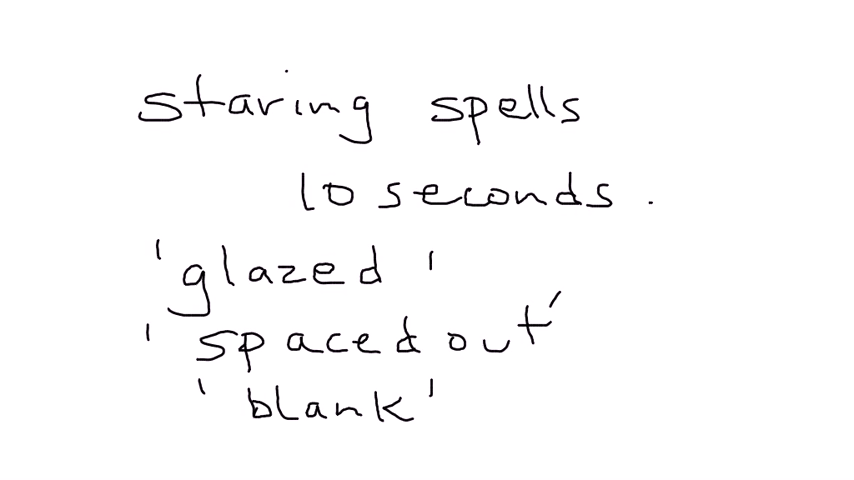 staring spells
10 seconds.
'glazed'
'spaced out'
'blank'